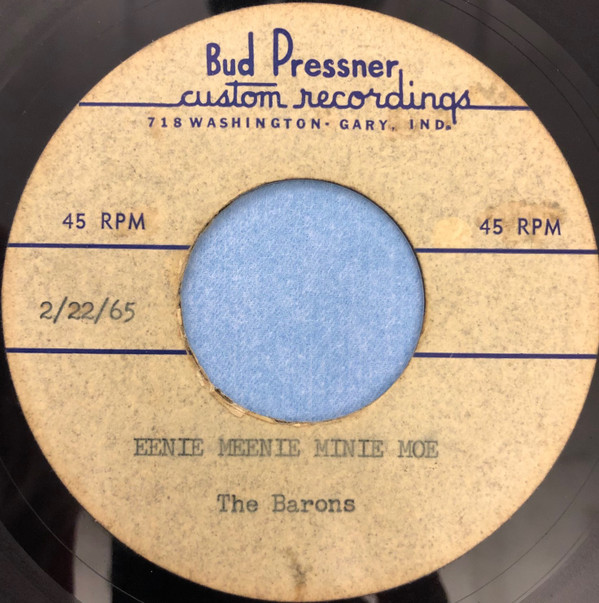 Bud Pressner
custom recordings
718 WASHINGTON - GARY, IND.
45 RPM
45 RPM
2/22/65
EENIE MEENIE MINIE MOE
The Barons